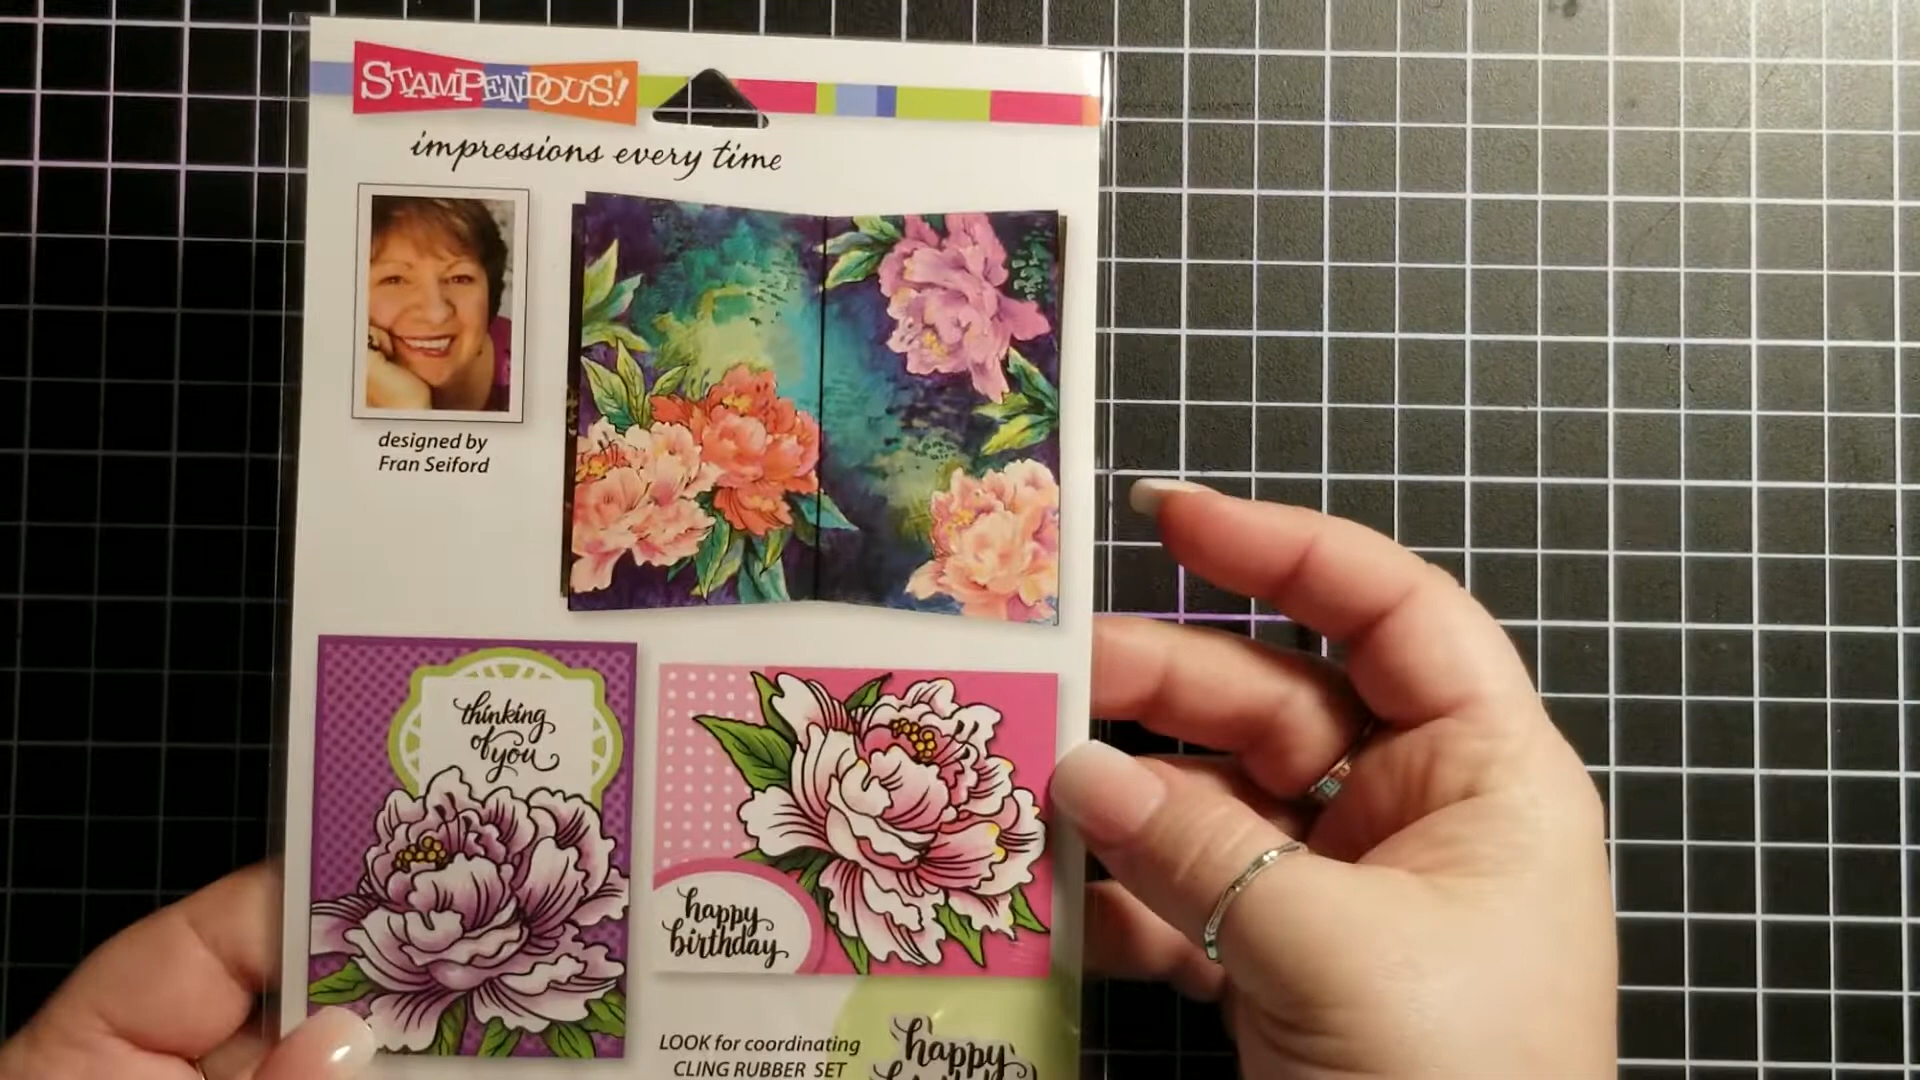 STAMPENDOUS!®
impressions every time
designed by
Fran Seiford
thinking
of you
happy
birthday
LOOK for coordinating
CLING RUBBER SET
happy